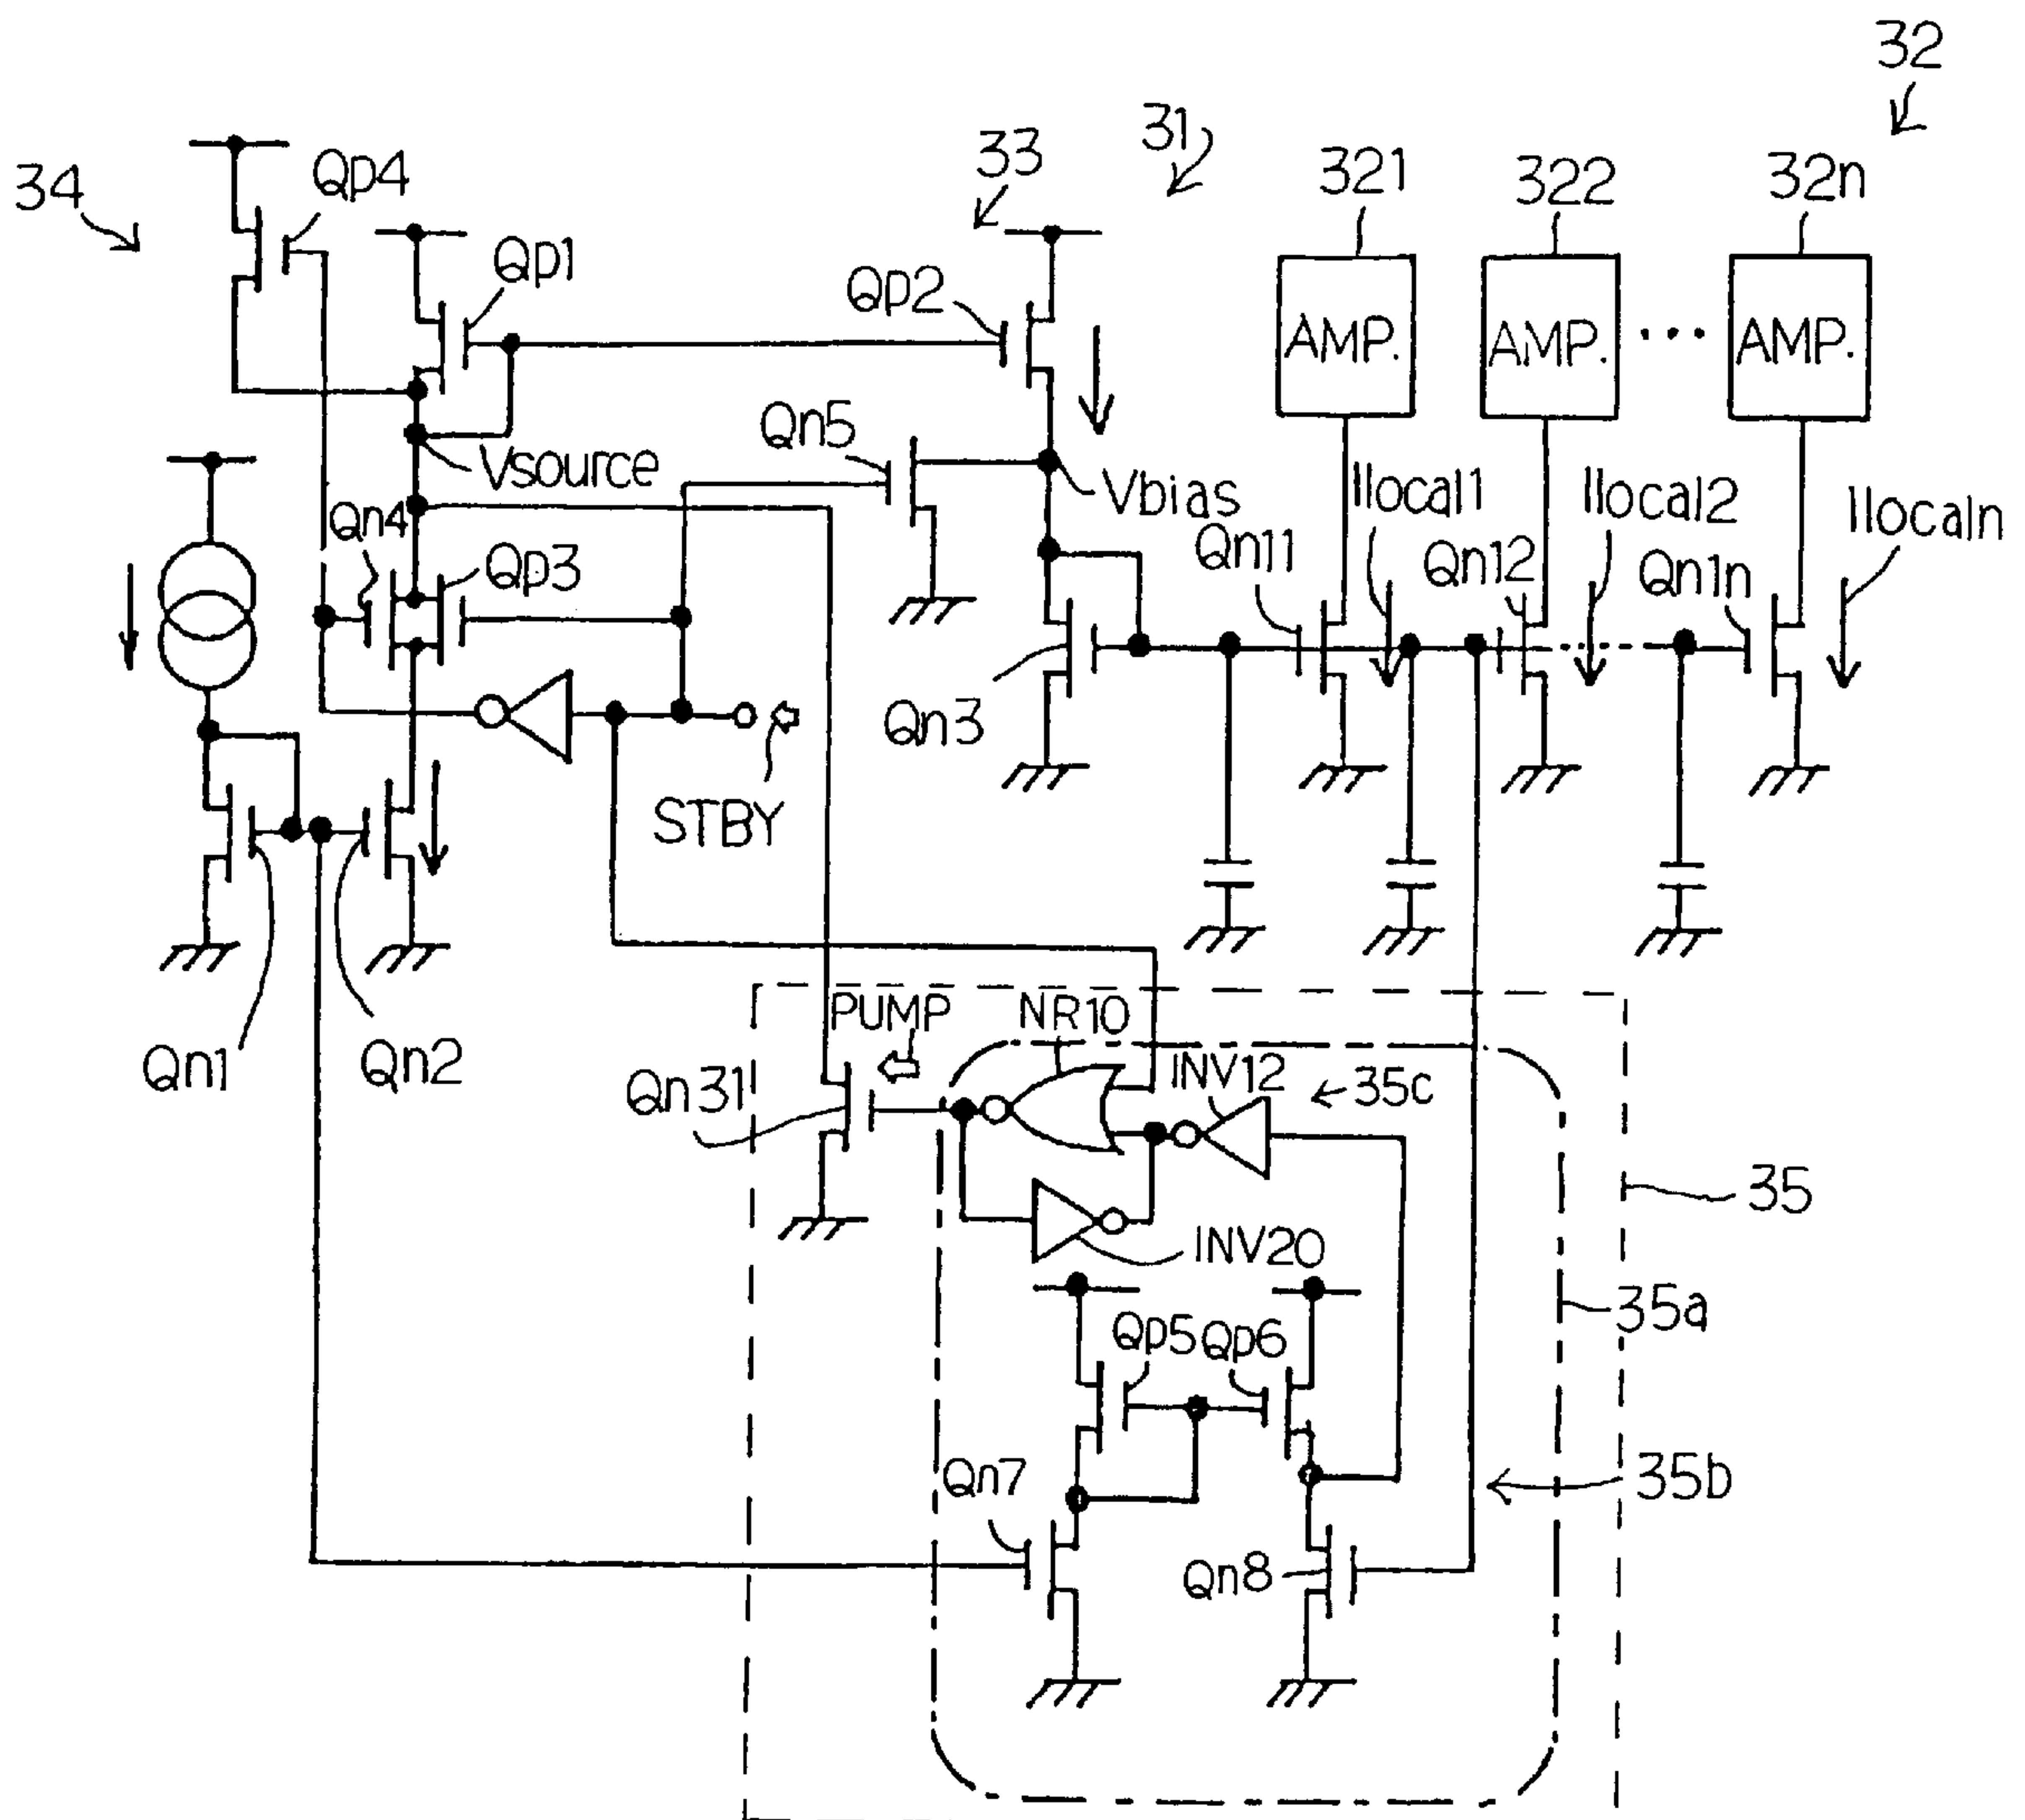 32
31
33
321
322
32n
34
Qp4
Qp1
Qp2
AMP.
AMP.
...
AMP.
Qn5
Vsource
Vbias
Ilocal1
Ilocal2
Ilocaln
Qn4
Qp3
Qn11
Qn12
Qn1n
Qn3
STBY
Qn1
Qn2
PUMP
NR10
Qn31
INV12
35c
35
INV20
35a
Qp5
Qp6
Qn7
35b
Qn8